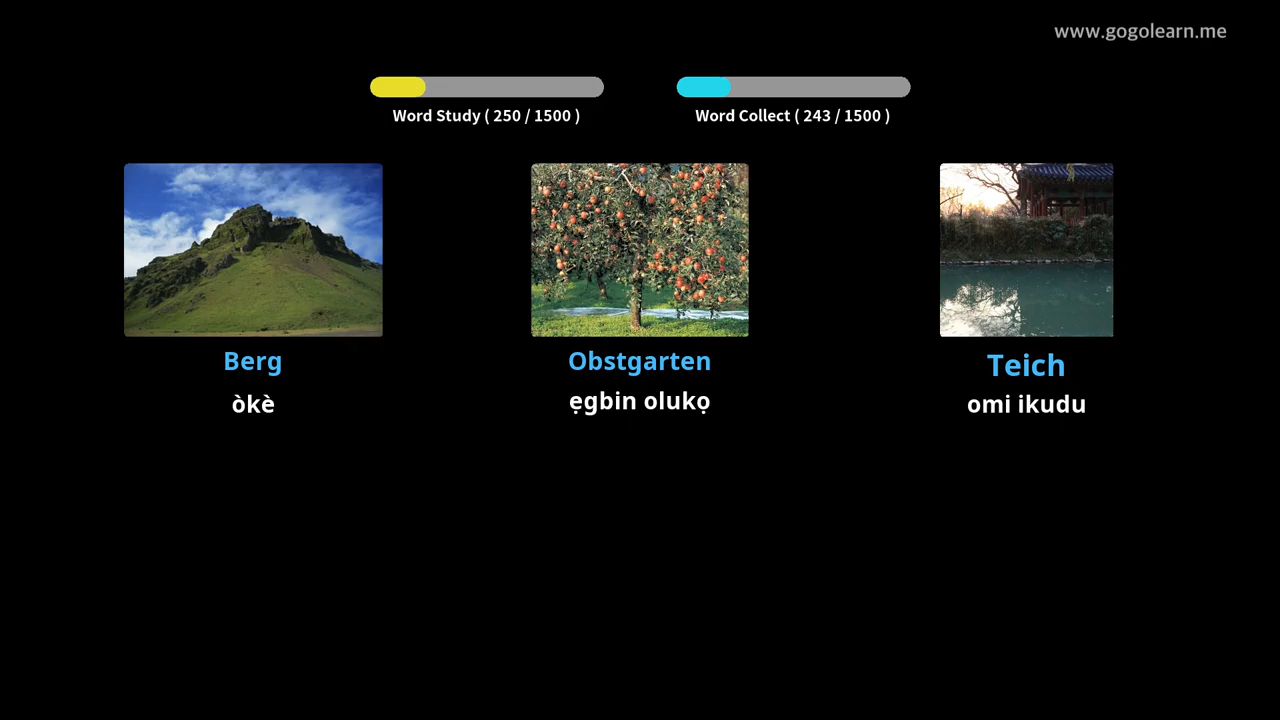 www.gogolearn.me
Word Study ( 250 / 1500 )
Word Collect ( 243 / 1500 )
Berg
òkè
Obstgarten
ẹgbin olukọ
Teich
omi ikudu